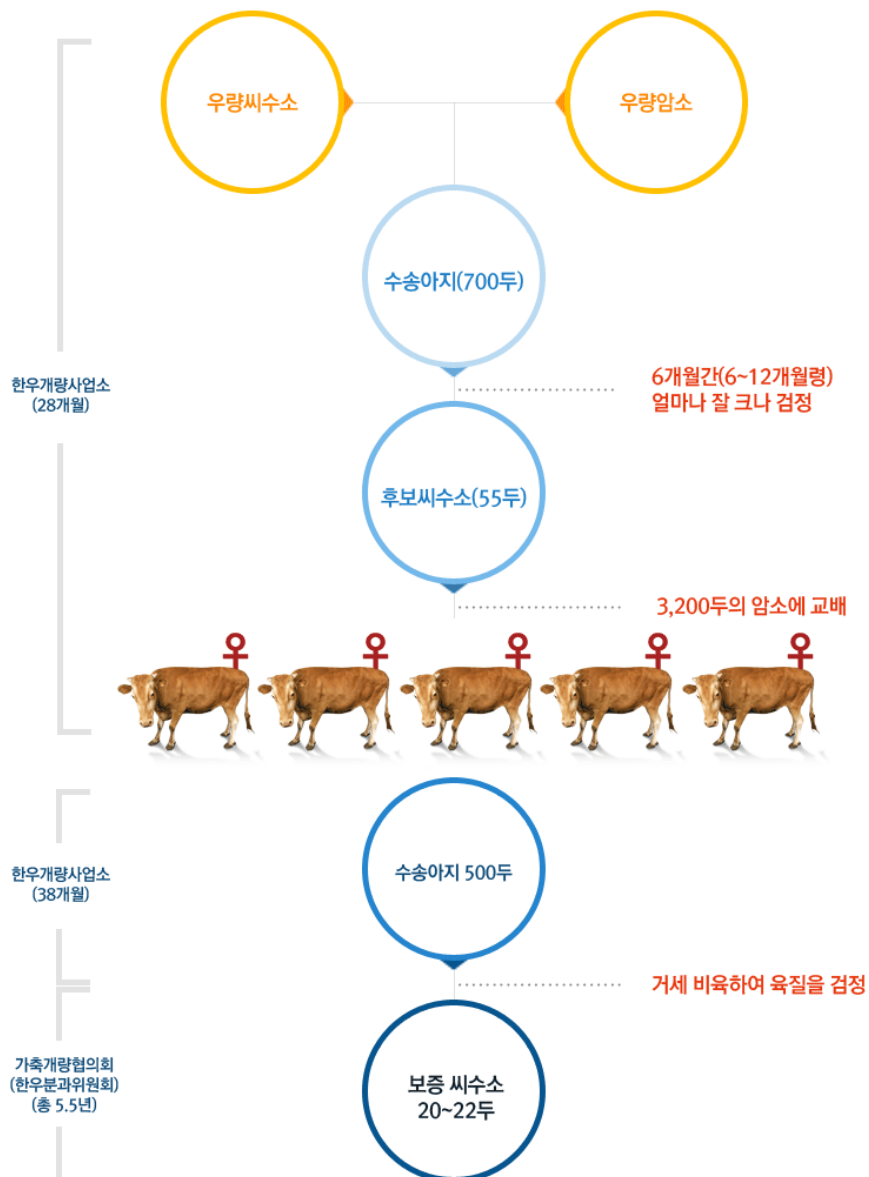 우량씨수소
우량암소
수송아지(700두)
6개월간(6~12개월령)
얼마나 잘 크나 검정
한우개량사업소
(28개월)
후보씨수소(55두)
3,200두의 암소에 교배
수송아지 500두
한우개량사업소
(38개월)
거세 비육하여 육질을 검정
가축개량협의회
(한우분과위원회)
(총 5.5년)
보증 씨수소
20~22두